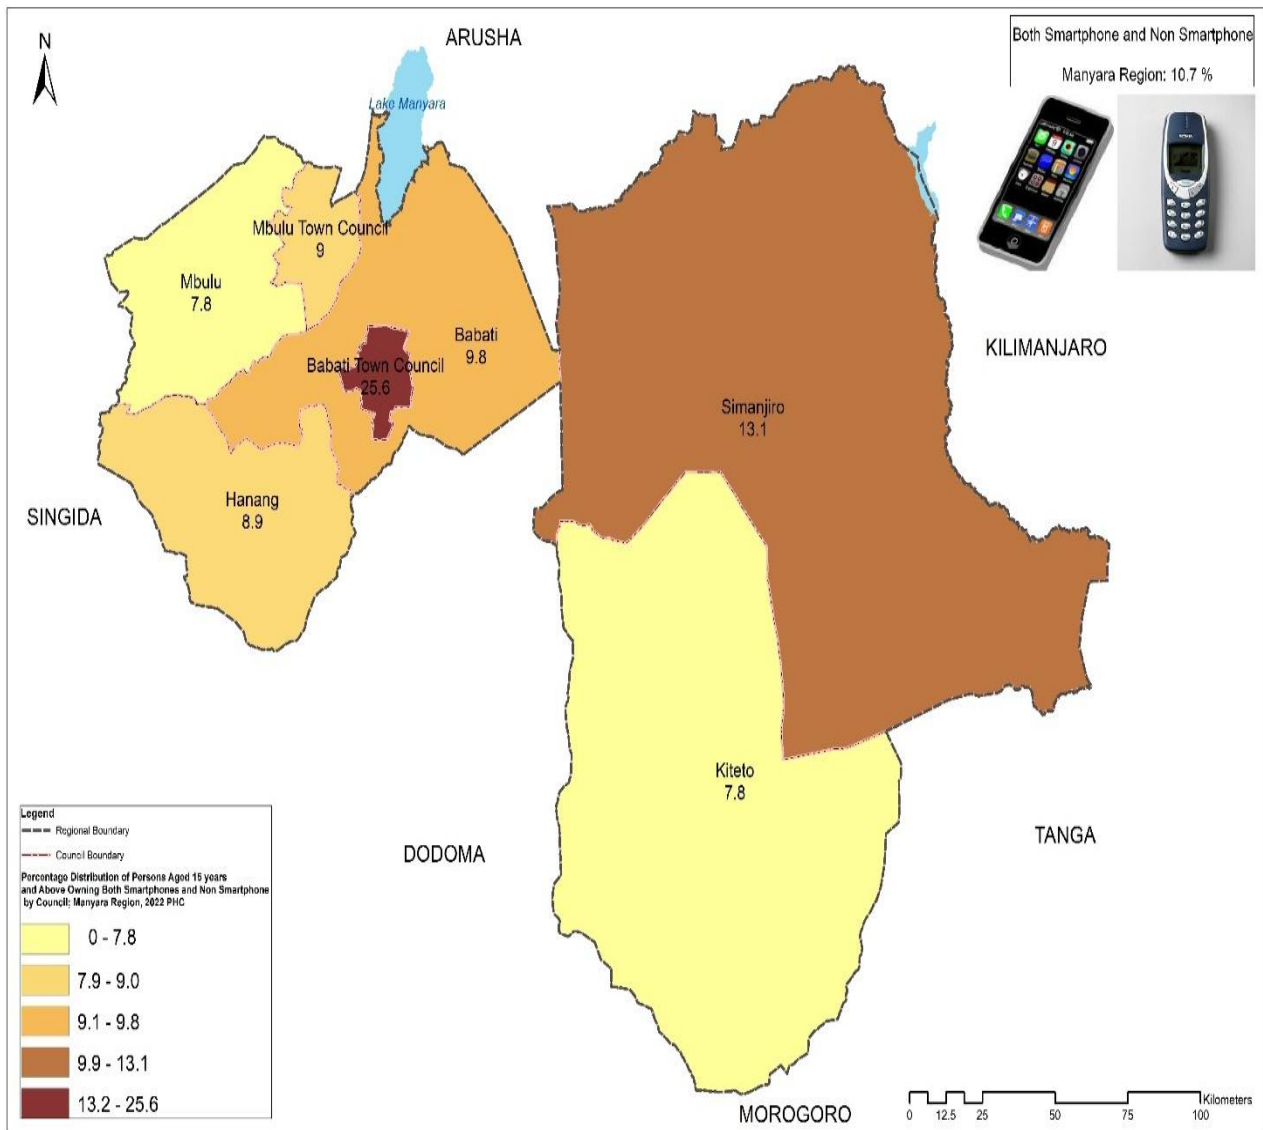 N
ARUSHA
Both Smartphone and Non Smartphone
Manyara Region: 10.7 %
Lake Manyara
Mbulu Town Council
9
Mbulu
7.8
Babati
9.8
Babati Town Council
25.6
KILIMANJARO
Simanjiro
13.1
Hanang
8.9
SINGIDA
Kiteto
7.8
DODOMA
TANGA
MOROGORO
Legend
Regional Boundary
Council Boundary
Percentage Distribution of Persons Aged 15 years
and Above Owning Both Smartphones and Non Smartphone
by Council; Manyara Region, 2022 PHC
0 - 7.8
7.9 - 9.0
9.1 - 9.8
9.9 - 13.1
13.2 - 25.6
Kilometers
0 12.5 25 50 75 100